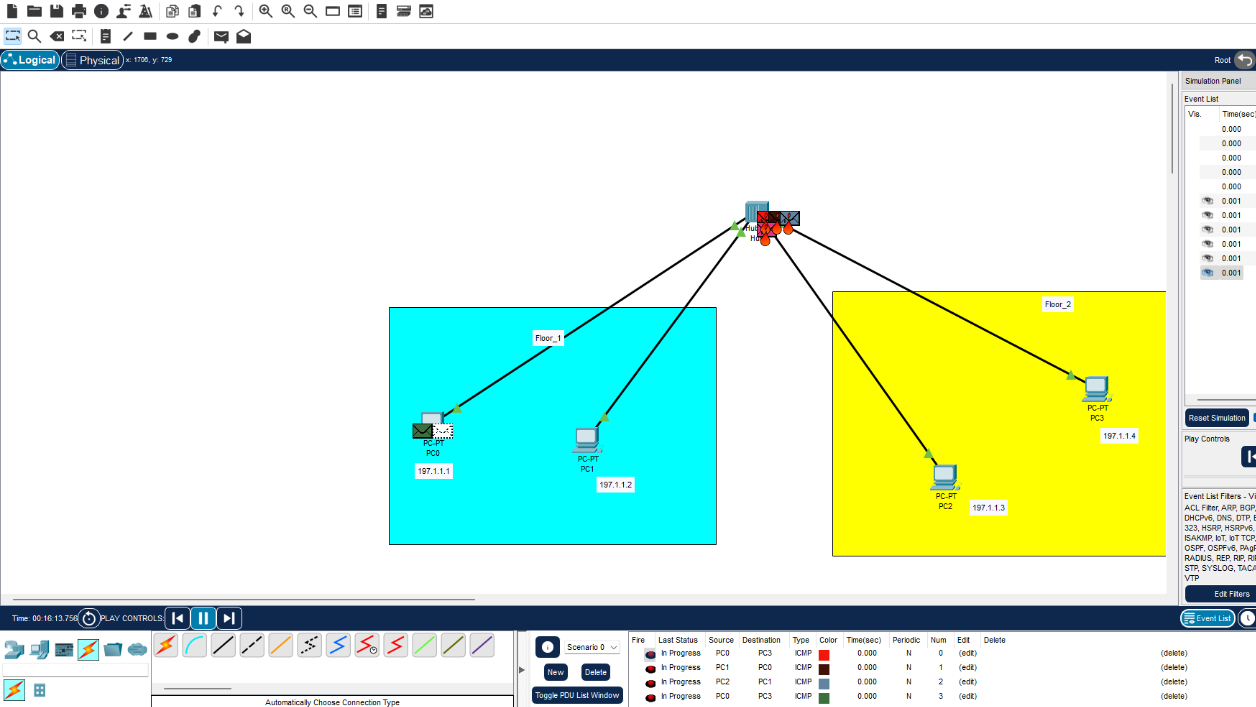 Logical
Physical
x: 1706, y: 729
Root
Simulation Panel
Event List
Vis.
Time(sec)
0.000
0.000
0.000
0.000
0.000
0.001
0.001
0.001
0.001
0.001
0.001
Floor_1
Floor_2
PC-PT
PC0
197.1.1.1
PC-PT
PC1
197.1.1.2
PC-PT
PC2
197.1.1.3
PC-PT
PC3
197.1.1.4
Reset Simulation
Play Controls
Event List Filters - Vi
ACL Filter, ARP, BGP,
DHCPv6, DNS, DTP,
323, HSRP, HSRPv6,
ISAKMP, IoT, IoT TCP,
OSPF, OSPFv6, PAgP
RADIUS, REP, RIP,
STP, SYSLOG, TACA
VTP
Edit Filters
Time: 00:16:13.756
PLAY CONTROLS:
Event List
Scenario 0
New
Delete
Toggle PDU List Window
Automatically Choose Connection Type
Fire Last Status Source Destination Type Color Time(sec) Periodic Num Edit Delete
In Progress PC0 PC3 ICMP 0.000 N 0 (edit) (delete)
In Progress PC1 PC0 ICMP 0.000 N 1 (edit) (delete)
In Progress PC2 PC1 ICMP 0.000 N 2 (edit) (delete)
In Progress PC0 PC3 ICMP 0.000 N 3 (edit) (delete)